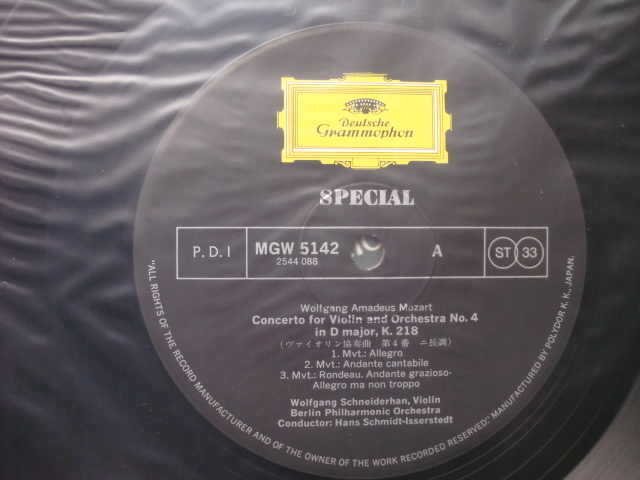 Deutsche
Grammophon
SPECIAL
P.D.I
MGW 5142
2544 088
A
ST 33
Wolfgang Amadeus Mozart
Concerto for Violin and Orchestra No. 4
in D major, K. 218
(ヴァイオリン協奏曲 第4番 ニ長調)
1. Mvt.: Allegro
2. Mvt.: Andante cantabile
3. Mvt.: Rondeau. Andante grazioso-
Allegro ma non troppo
Wolfgang Schneiderhan, Violin
Berlin Philharmonic Orchestra
Conductor: Hans Schmidt-Isserstedt
"ALL RIGHTS OF THE RECORD MANUFACTURER AND OF THE OWNER OF THE WORK RECORDED RESERVED." MANUFACTURED BY POLYDOR K. K., JAPAN.